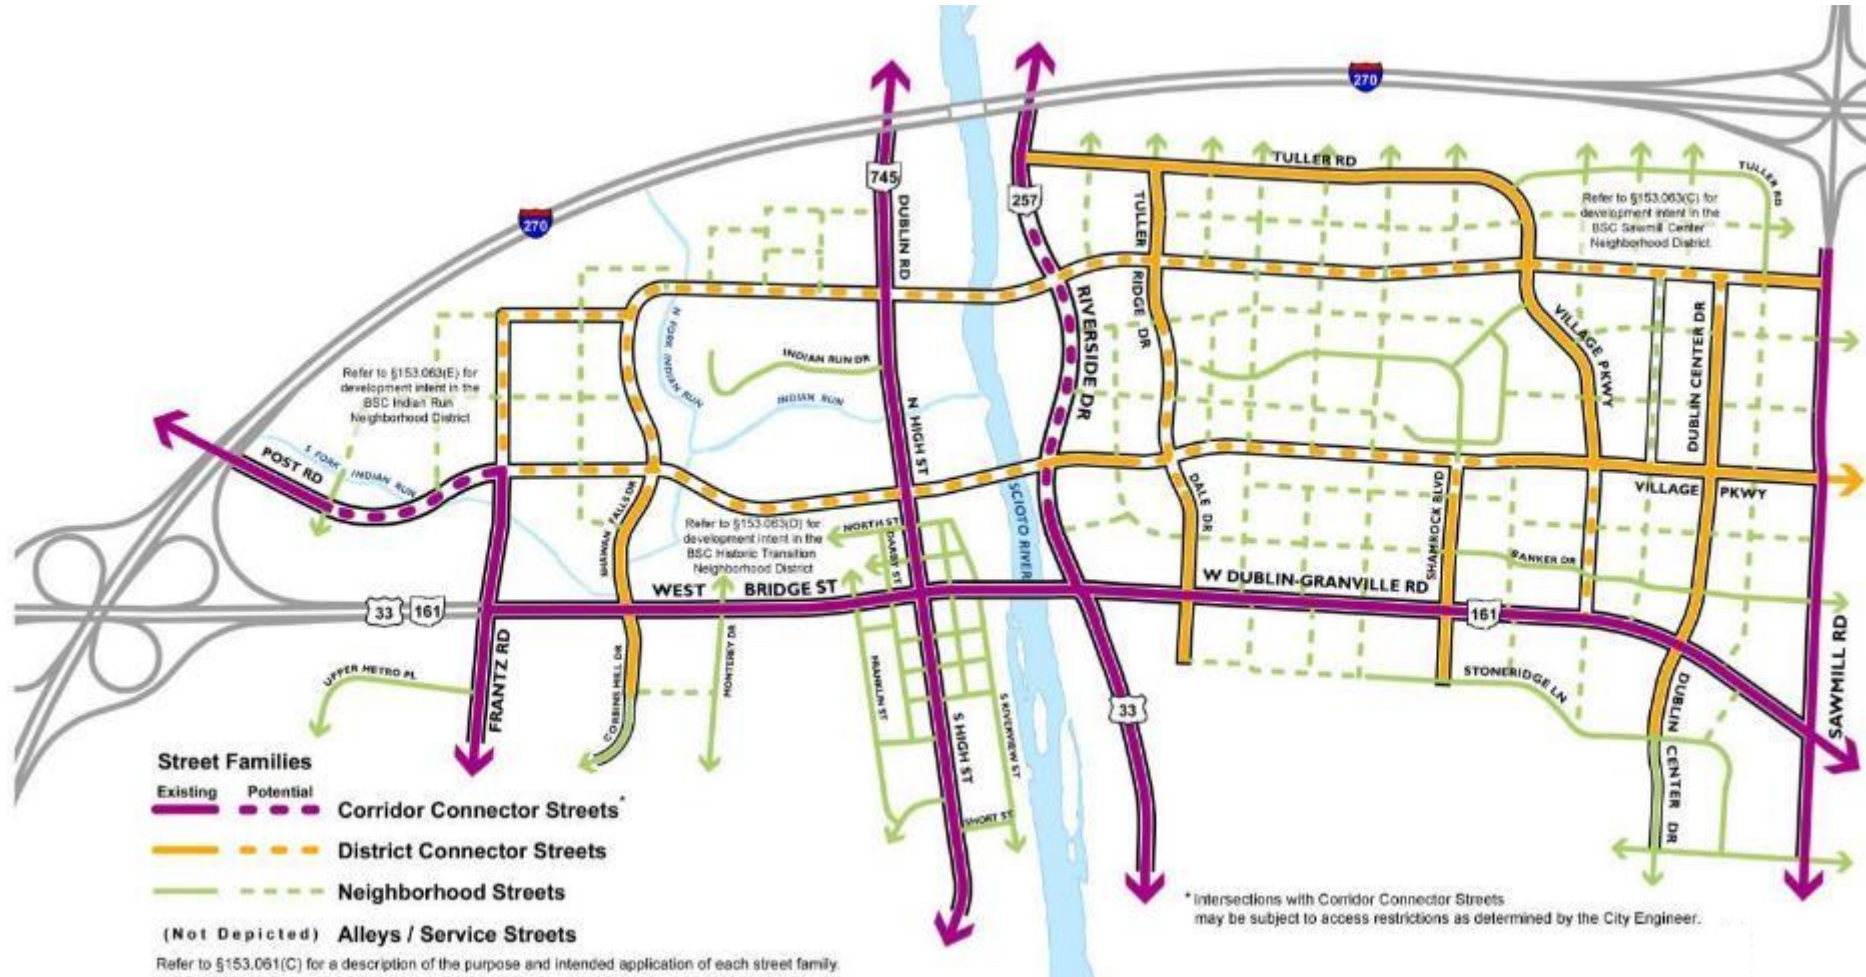 270
270
745
257
DUBLIN RD
TULLER RD
TULLER RD
TULLER
RIDGE DR
Refer to §153.063(C) for
development intent in the
BSC Sawmill Center
Neighborhood District
RIVERSIDE DR
VILLAGE PKWY
DUBLIN CENTER DR
N FORK INDIAN RUN
INDIAN RUN DR
INDIAN RUN
N HIGH ST
Refer to §153.063(E) for
development intent in the
BSC Indian Run
Neighborhood District
POST RD
S FORK INDIAN RUN
SHAWAN FALLS DR
Refer to §153.063(D) for
development intent in the
BSC Historic Transition
Neighborhood District
NORTH ST
DARBY ST
SCIOTO RIVER
DALE DR
SHAMROCK BLVD
VILLAGE PKWY
BANKER DR
WEST BRIDGE ST
W DUBLIN-GRANVILLE RD
33
161
161
FRANTZ RD
UPPER METRO PL
CORBINS MILL DR
MONTEREY DR
FRANKLIN ST
S HIGH ST
S RIVERVIEW ST
SHORT ST
33
STONERIDGE LN
DUBLIN CENTER DR
SAWMILL RD
Street Families
Existing Potential
Corridor Connector Streets*
District Connector Streets
Neighborhood Streets
(Not Depicted) Alleys / Service Streets
Refer to §153.061(C) for a description of the purpose and intended application of each street family.
* Intersections with Corridor Connector Streets
may be subject to access restrictions as determined by the City Engineer.